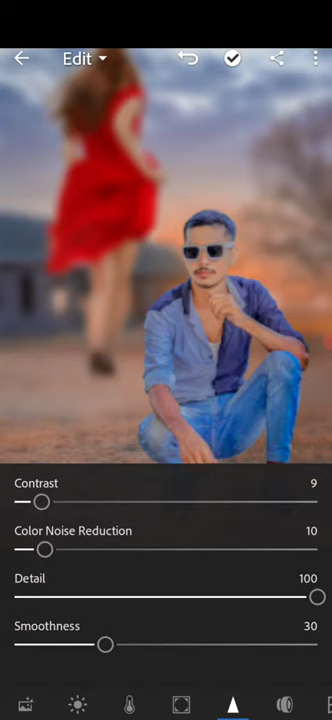 Edit
Contrast 9
Color Noise Reduction 10
Detail 100
Smoothness 30